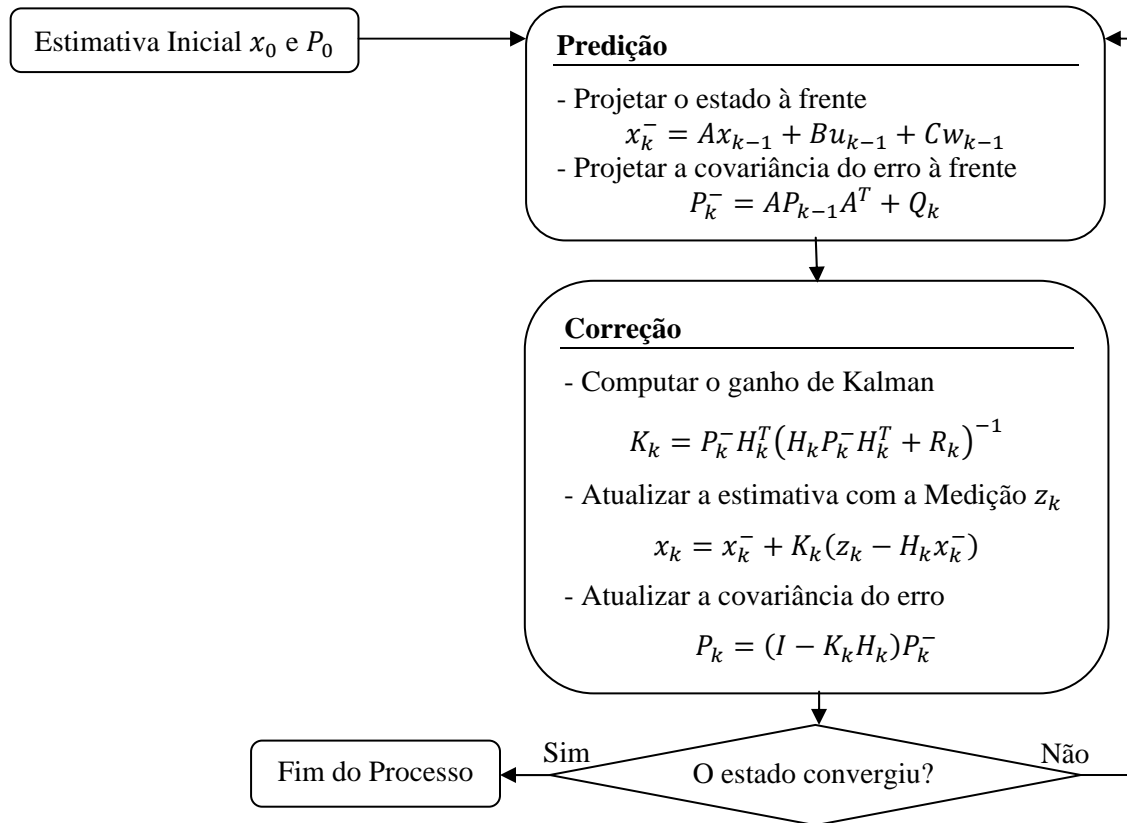 Estimativa Inicial $x_0$ e $P_0$
Predição
- Projetar o estado à frente
$x_k^- = Ax_{k-1} + Bu_{k-1} + Cw_{k-1}$
- Projetar a covariância do erro à frente
$P_k^- = AP_{k-1}A^T + Q_k$
Correção
- Computar o ganho de Kalman
$K_k = P_k^- H_k^T (H_k P_k^- H_k^T + R_k)^{-1}$
- Atualizar a estimativa com a Medição $z_k$
$x_k = x_k^- + K_k(z_k - H_k x_k^-)$
- Atualizar a covariância do erro
$P_k = (I - K_k H_k)P_k^-$
Sim
Não
Fim do Processo
O estado convergiu?